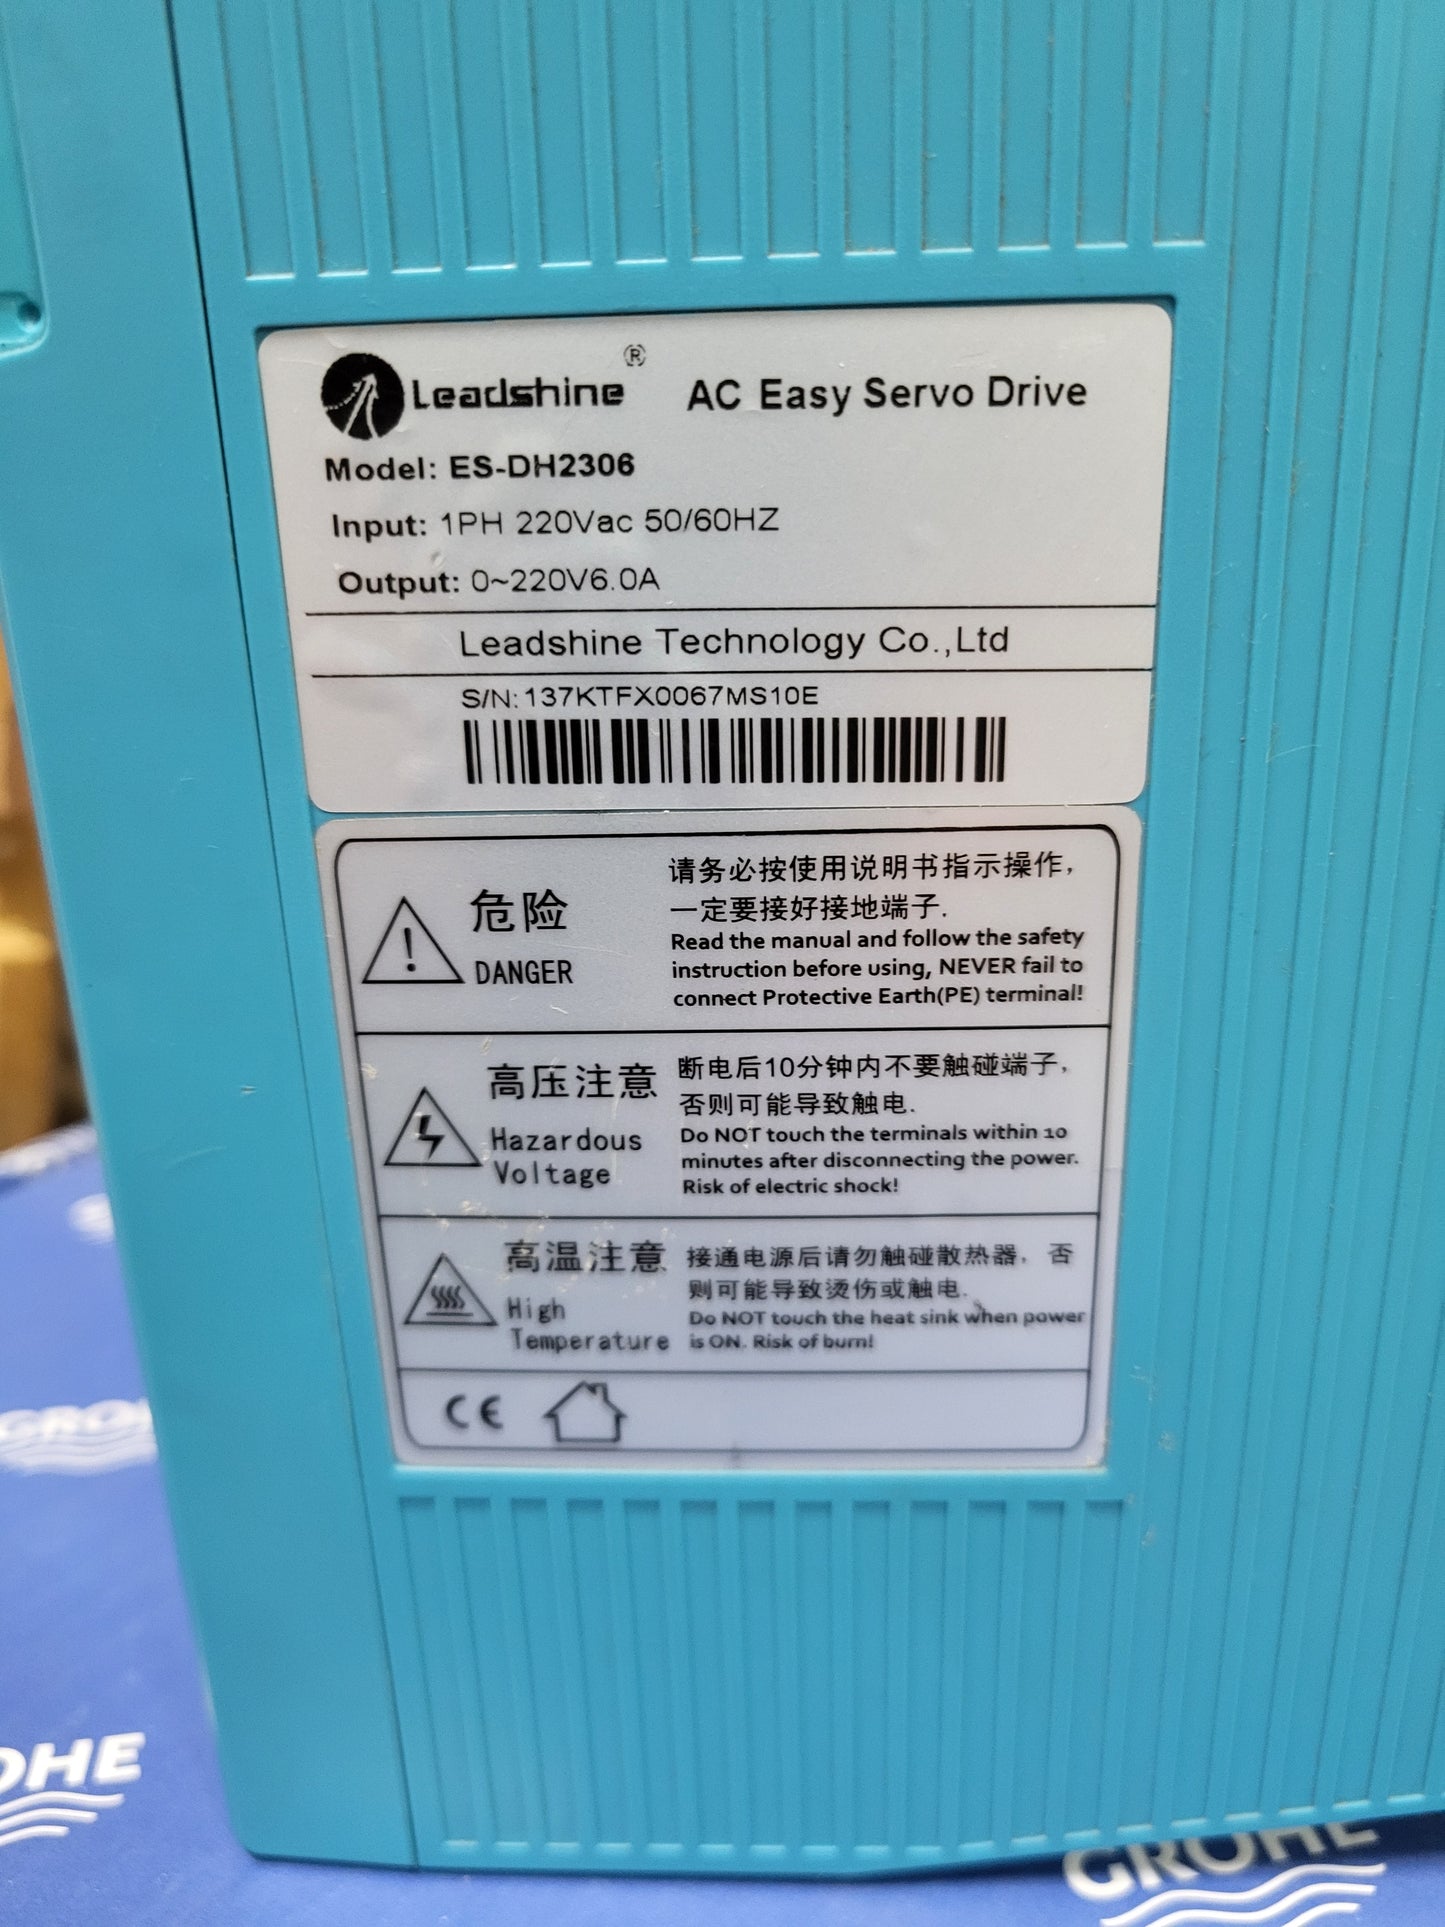 Leadshine® AC Easy Servo Drive
Model: ES-DH2306
Input: 1PH 220Vac 50/60HZ
Output: 0~220V6.0A
Leadshine Technology Co.,Ltd
S/N: 137KTFX0067MS10E
危险
DANGER
请务必按使用说明书指示操作，
一定要接好接地端子.
Read the manual and follow the safety
instruction before using, NEVER fail to
connect Protective Earth(PE) terminal!
高压注意
Hazardous
Voltage
断电后10分钟内不要触碰端子，
否则可能导致触电.
Do NOT touch the terminals within 10
minutes after disconnecting the power.
Risk of electric shock!
高温注意
High
Temperature
接通电源后请勿触碰散热器，否
则可能导致烫伤或触电.
Do NOT touch the heat sink when power
is ON. Risk of burn!
CE
GROHE
OHE
GROHE